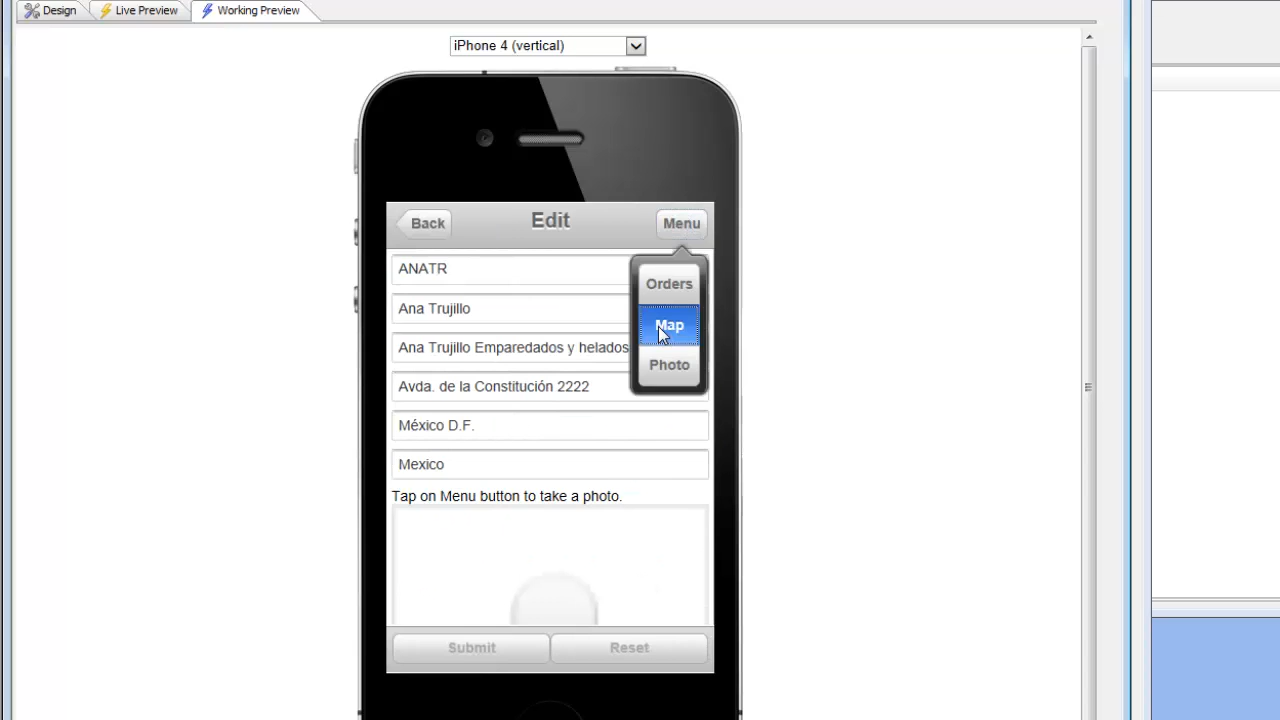 Design
Live Preview
Working Preview
iPhone 4 (vertical)
Back
Edit
Menu
ANATR
Orders
Ana Trujillo
Map
Ana Trujillo Emparedados y helados
Photo
Avda. de la Constitución 2222
México D.F.
Mexico
Tap on Menu button to take a photo.
Submit
Reset